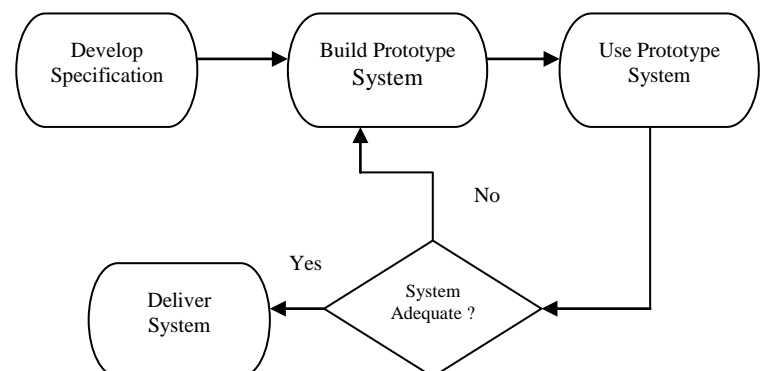 Develop
Specification
Build Prototype
System
Use Prototype
System
No
Yes
System
Adequate ?
Deliver
System